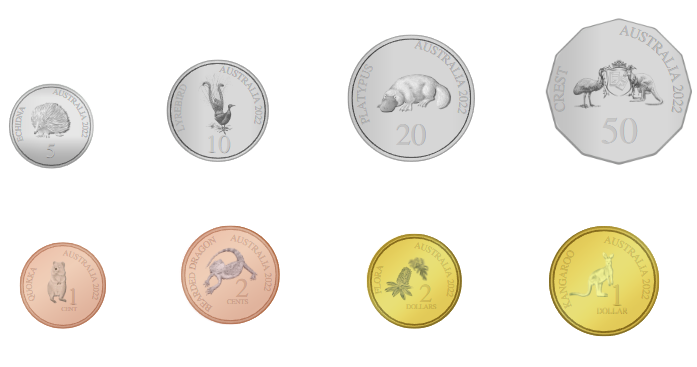 ECHIDNA AUSTRALIA 2022
5
LYREBIRD AUSTRALIA 2022
10
PLATYPUS AUSTRALIA 2022
20
CREST AUSTRALIA 2022
50
QUOKKA AUSTRALIA 2022
1
CENT
BEARDED DRAGON AUSTRALIA 2022
2
CENTS
FLORA AUSTRALIA 2022
2
DOLLARS
KANGAROO AUSTRALIA 2022
1
DOLLAR